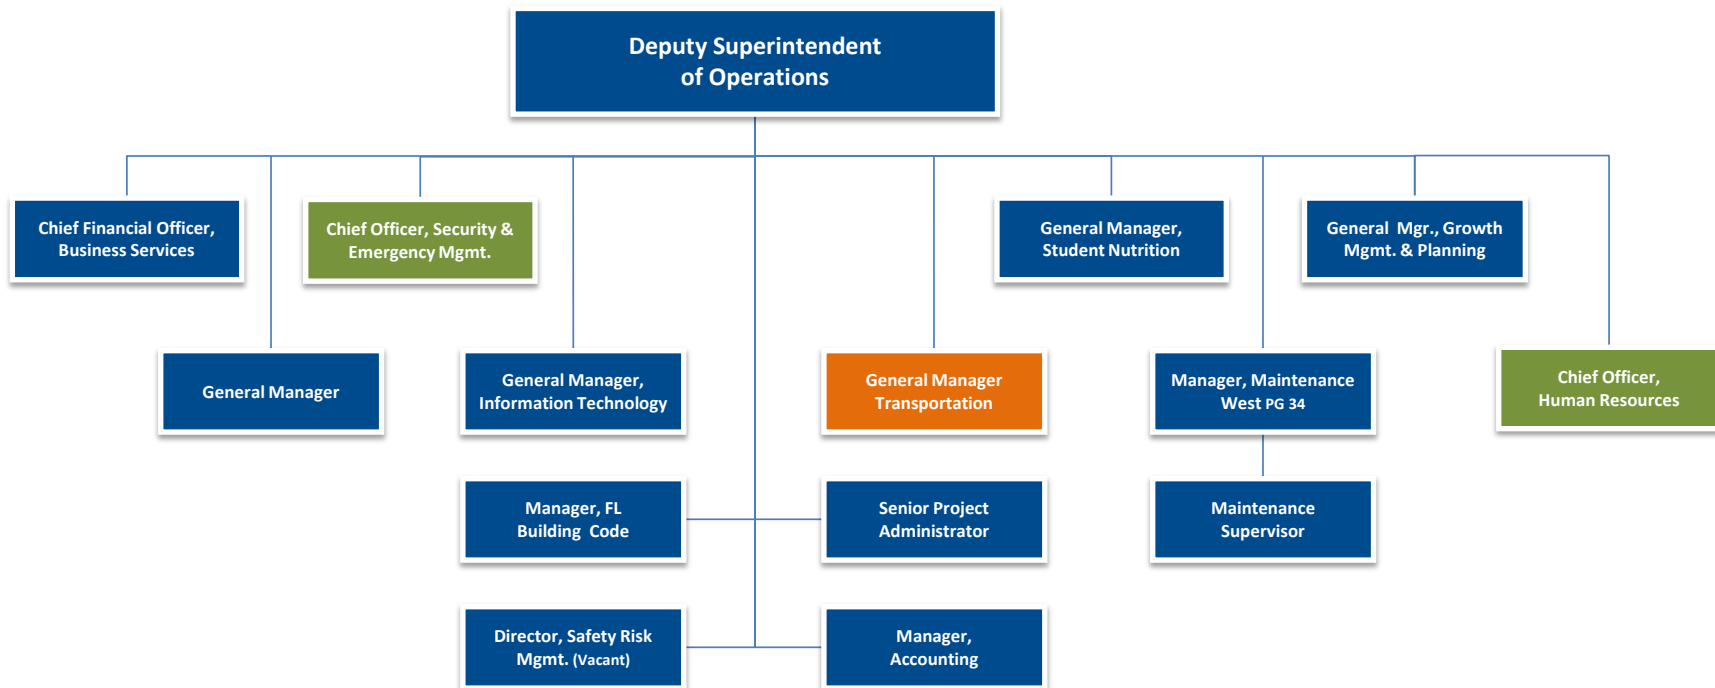 Deputy Superintendent
of Operations
Chief Financial Officer,
Business Services
Chief Officer, Security &
Emergency Mgmt.
General Manager,
Student Nutrition
General Mgr., Growth
Mgmt. & Planning
General Manager
General Manager,
Information Technology
General Manager
Transportation
Manager, Maintenance
West PG 34
Chief Officer,
Human Resources
Manager, FL
Building Code
Senior Project
Administrator
Maintenance
Supervisor
Director, Safety Risk
Mgmt. (Vacant)
Manager,
Accounting